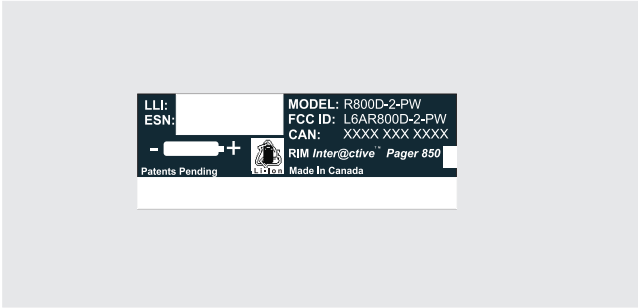 LLI:
ESN:
MODEL: R800D-2-PW
FCC ID: L6AR800D-2-PW
CAN: XXXX XXX XXXX
- +
RIM Inter@ctive™ Pager 850
Li-Ion
Patents Pending
Made In Canada